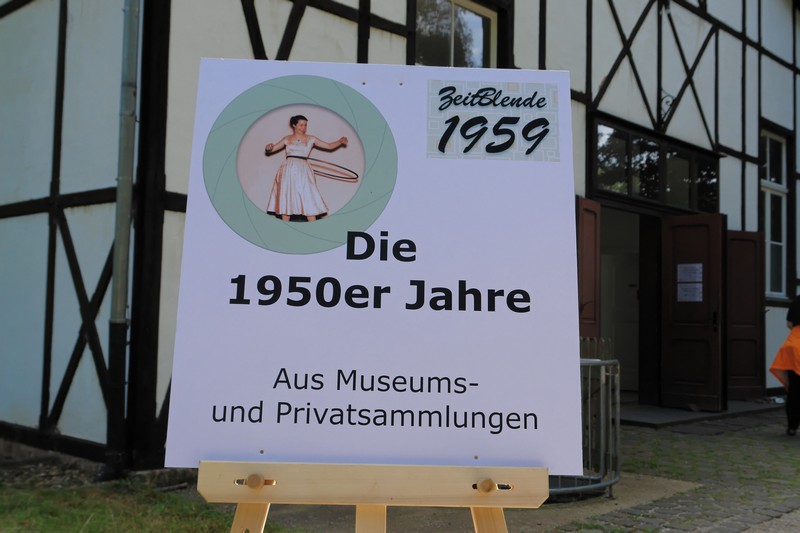 ZeitBlende
1959
Die
1950er Jahre
Aus Museums-
und Privatsammlungen